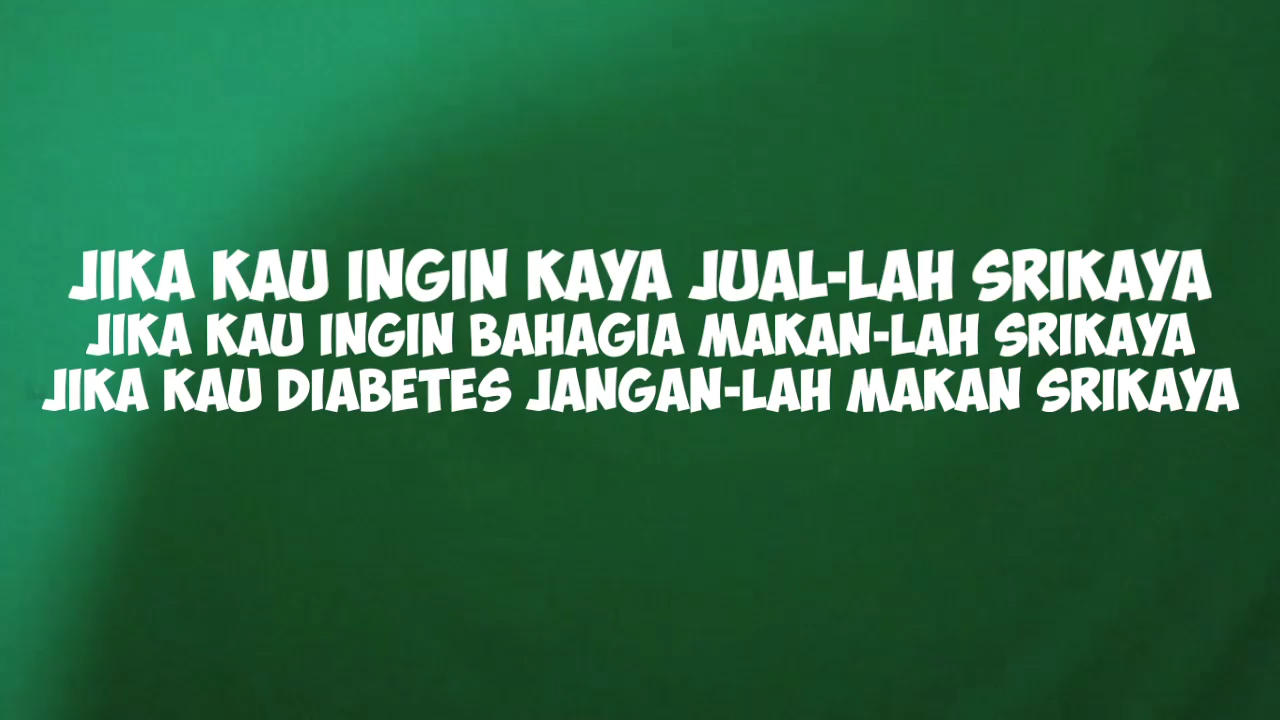 JIKA KAU INGIN KAYA JUAL-LAH SRIKAYA
JIKA KAU INGIN BAHAGIA MAKAN-LAH SRIKAYA
JIKA KAU DIABETES JANGAN-LAH MAKAN SRIKAYA